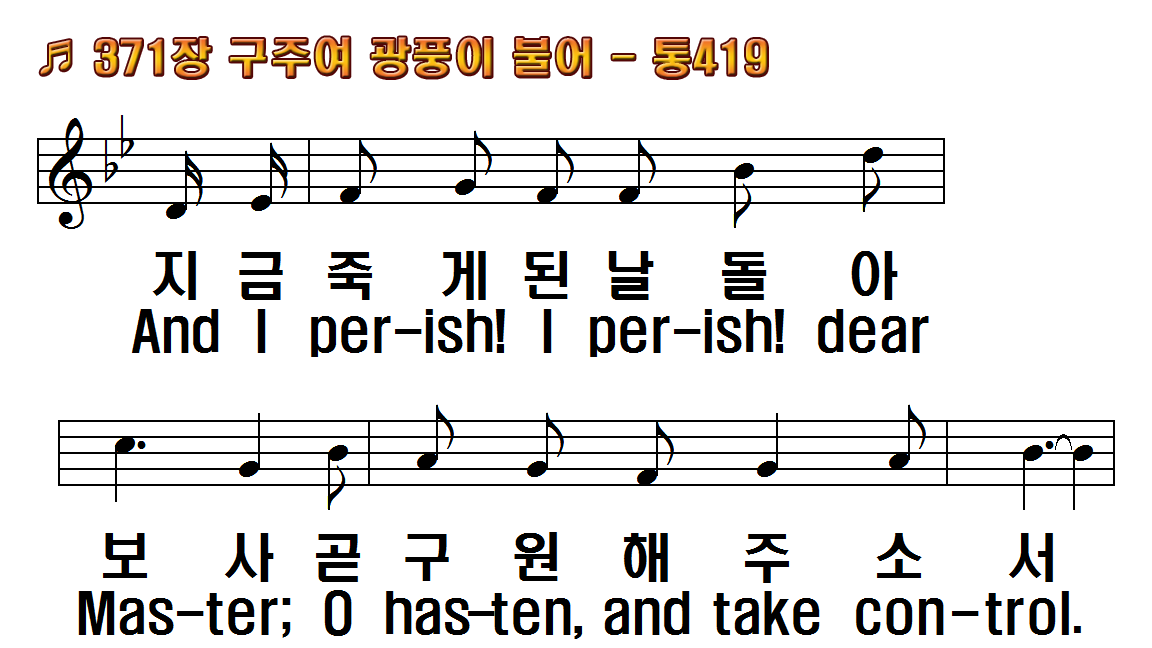 ♬ 371장 구주여 광풍이 불어 - 통419
지 금 죽 게 된 날 돌 아
And I per-ish! I per-ish! dear
보 사 곧 구 원 해 주 소 서
Mas-ter; O has-ten, and take con-trol.